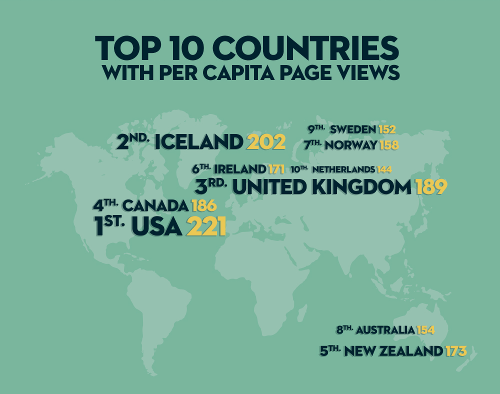 TOP 10 COUNTRIES
WITH PER CAPITA PAGE VIEWS
9TH. SWEDEN 152
2ND. ICELAND 202
7TH. NORWAY 158
6TH. IRELAND 171 10TH. NETHERLANDS 144
3RD. UNITED KINGDOM 189
4TH. CANADA 186
1ST. USA 221
8TH. AUSTRALIA 154
5TH. NEW ZEALAND 173